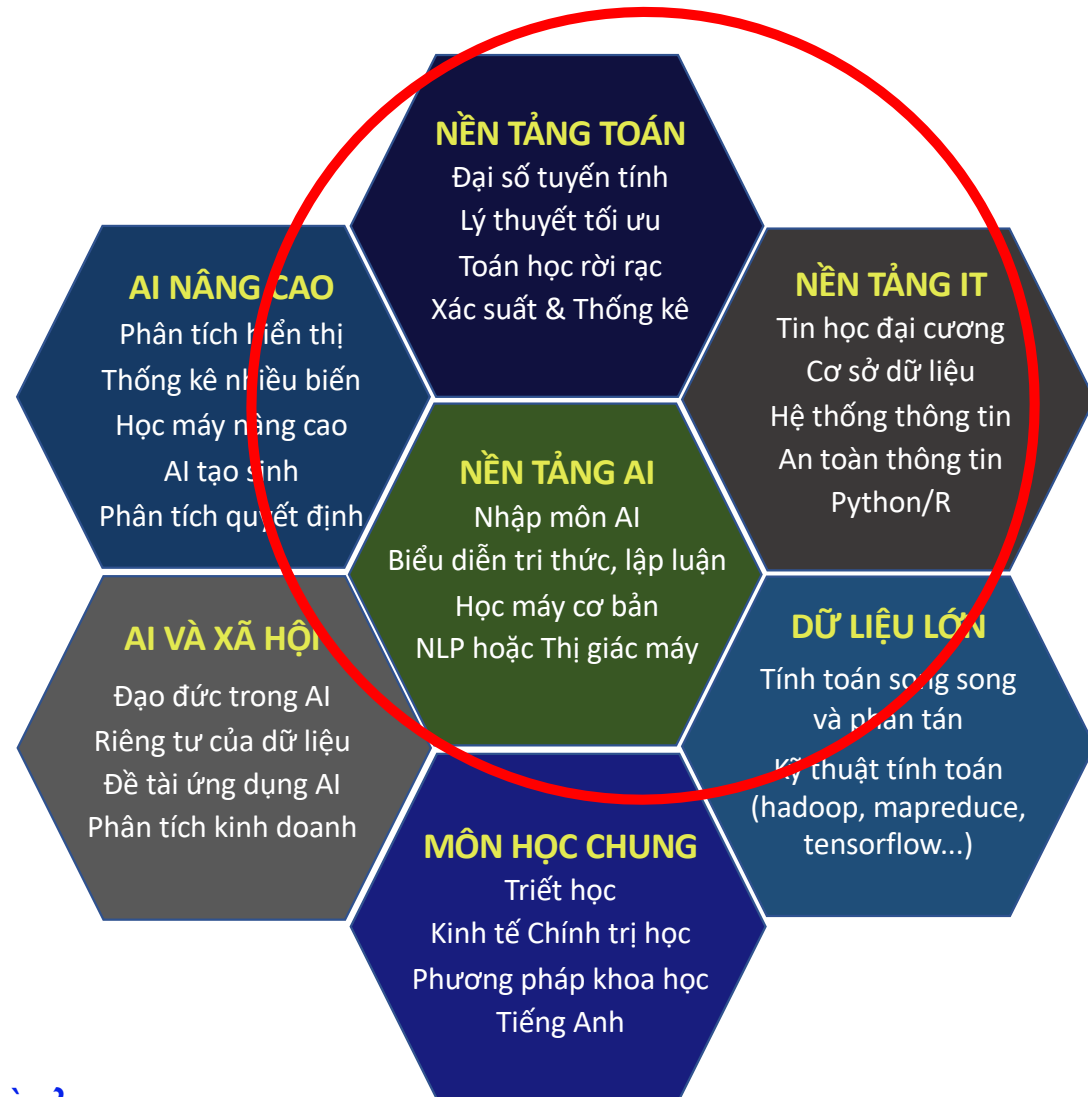 NỀN TẢNG TOÁN
Đại số tuyến tính
Lý thuyết tối ưu
Toán học rời rạc
Xác suất & Thống kê
AI NÂNG CAO
Phân tích hiển thị
Thống kê nhiều biến
Học máy nâng cao
AI tạo sinh
Phân tích quyết định
NỀN TẢNG IT
Tin học đại cương
Cơ sở dữ liệu
Hệ thống thông tin
An toàn thông tin
Python/R
NỀN TẢNG AI
Nhập môn AI
Biểu diễn tri thức, lập luận
Học máy cơ bản
NLP hoặc Thị giác máy
AI VÀ XÃ HỘI
Đạo đức trong AI
Riêng tư của dữ liệu
Đề tài ứng dụng AI
Phân tích kinh doanh
DỮ LIỆU LỚN
Tính toán song song
và phân tán
Kỹ thuật tính toán
(hadoop, mapreduce,
tensorflow...)
MÔN HỌC CHUNG
Triết học
Kinh tế Chính trị học
Phương pháp khoa học
Tiếng Anh